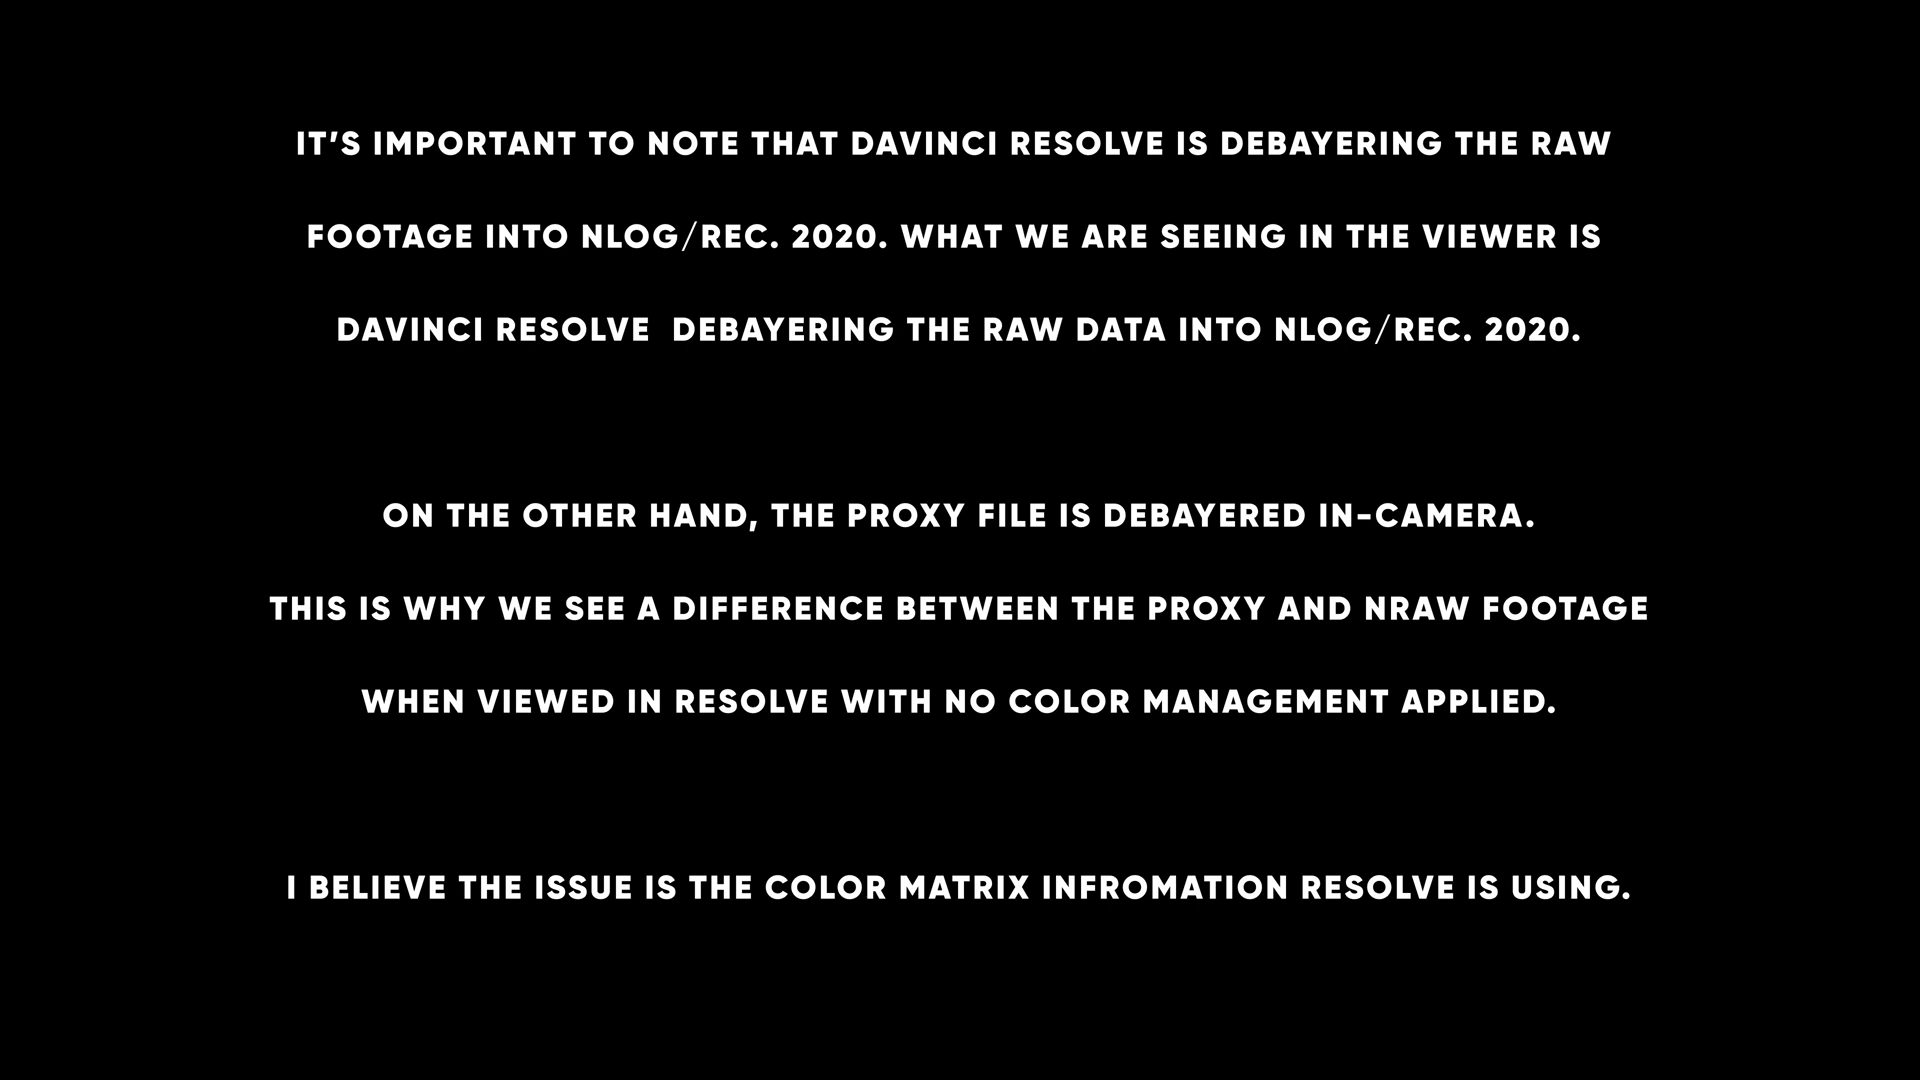 IT’S IMPORTANT TO NOTE THAT DAVINCI RESOLVE IS DEBAYERING THE RAW
FOOTAGE INTO NLOG/REC. 2020. WHAT WE ARE SEEING IN THE VIEWER IS
DAVINCI RESOLVE  DEBAYERING THE RAW DATA INTO NLOG/REC. 2020.
ON THE OTHER HAND, THE PROXY FILE IS DEBAYERED IN-CAMERA.
THIS IS WHY WE SEE A DIFFERENCE BETWEEN THE PROXY AND NRAW FOOTAGE
WHEN VIEWED IN RESOLVE WITH NO COLOR MANAGEMENT APPLIED.
I BELIEVE THE ISSUE IS THE COLOR MATRIX INFROMATION RESOLVE IS USING.